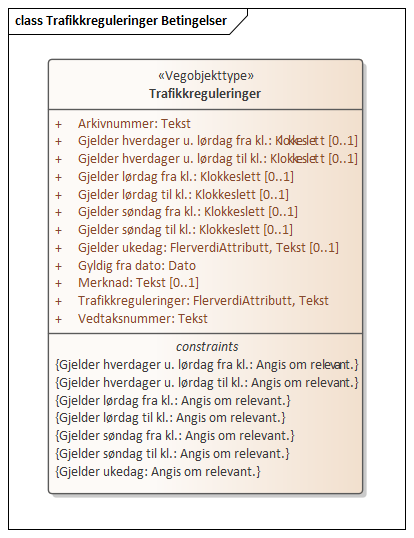 class Trafikkreguleringer Betingelser
«Vegobjekttype»
Trafikkreguleringer
+ Arkivnummer: Tekst
+ Gjelder hverdager u. lørdag fra kl.: Klokkeslett [0..1]
+ Gjelder hverdager u. lørdag til kl.: Klokkeslett [0..1]
+ Gjelder lørdag fra kl.: Klokkeslett [0..1]
+ Gjelder lørdag til kl.: Klokkeslett [0..1]
+ Gjelder søndag fra kl.: Klokkeslett [0..1]
+ Gjelder søndag til kl.: Klokkeslett [0..1]
+ Gjelder ukedag: FlerverdiAttributt, Tekst [0..1]
+ Gyldig fra dato: Dato
+ Merknad: Tekst [0..1]
+ Trafikkreguleringer: FlerverdiAttributt, Tekst
+ Vedtaksnummer: Tekst
constraints
{Gjelder hverdager u. lørdag fra kl.: Angis om relevant.}
{Gjelder hverdager u. lørdag til kl.: Angis om relevant.}
{Gjelder lørdag fra kl.: Angis om relevant.}
{Gjelder lørdag til kl.: Angis om relevant.}
{Gjelder søndag fra kl.: Angis om relevant.}
{Gjelder søndag til kl.: Angis om relevant.}
{Gjelder ukedag: Angis om relevant.}